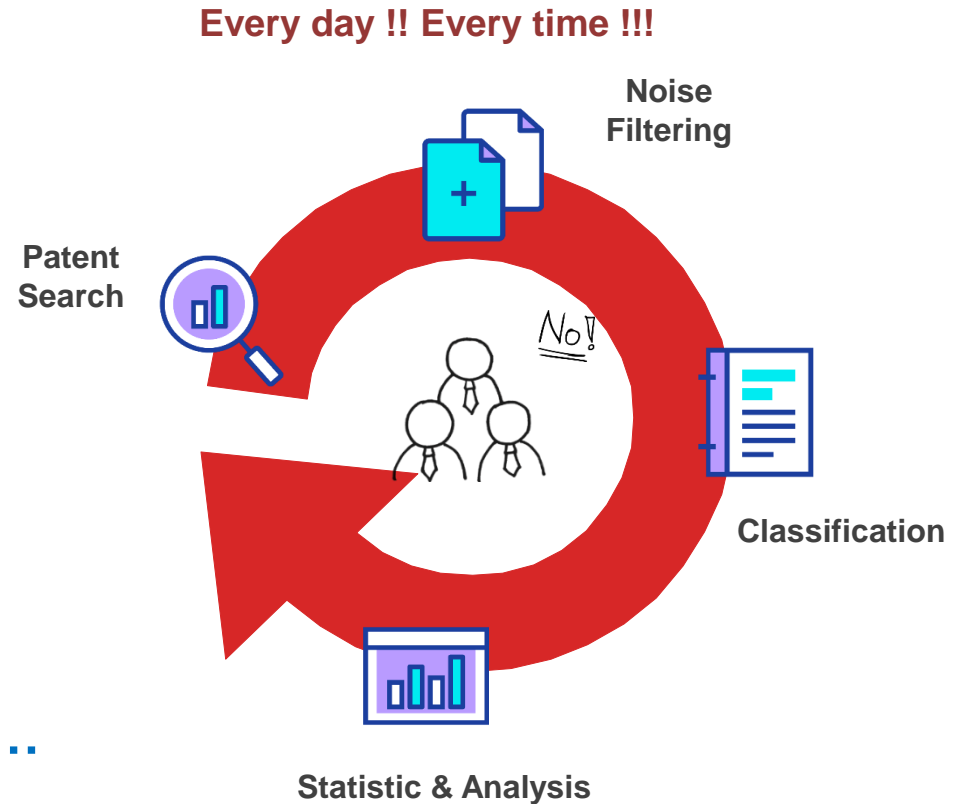 Every day !! Every time !!!
Noise
Filtering
Patent
Search
No!
Classification
..
Statistic & Analysis